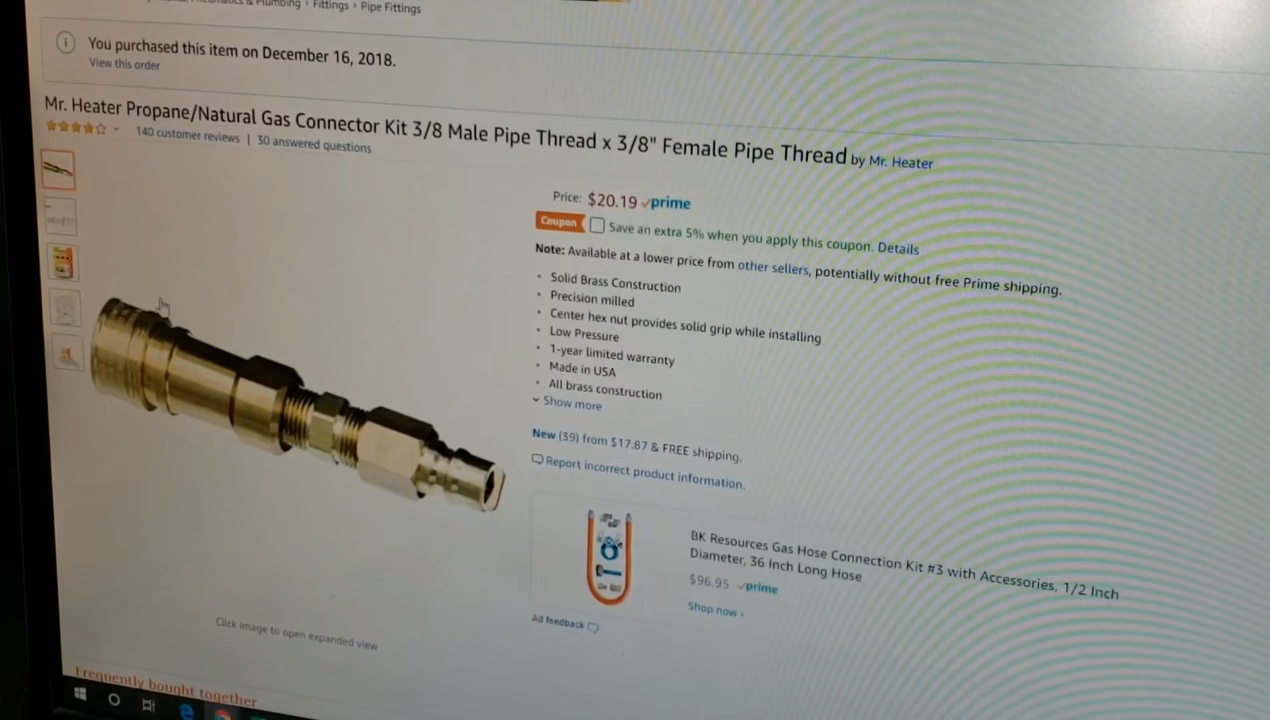 & Plumbing › Fittings › Pipe Fittings
You purchased this item on December 16, 2018.
View this order
Mr. Heater Propane/Natural Gas Connector Kit 3/8 Male Pipe Thread x 3/8" Female Pipe Thread by Mr. Heater
140 customer reviews | 30 answered questions
Price: $20.19 ✓prime
Coupon Save an extra 5% when you apply this coupon. Details
Note: Available at a lower price from other sellers, potentially without free Prime shipping.
• Solid Brass Construction
• Precision milled
• Center hex nut provides solid grip while installing
• Low Pressure
• 1-year limited warranty
• Made in USA
• All brass construction
Show more
New (39) from $17.87 & FREE shipping.
Report incorrect product information.
BK Resources Gas Hose Connection Kit #3 with Accessories, 1/2 Inch
Diameter, 36 Inch Long Hose
$96.95 ✓prime
Shop now ›
Ad feedback
Click image to open expanded view
Frequently bought together